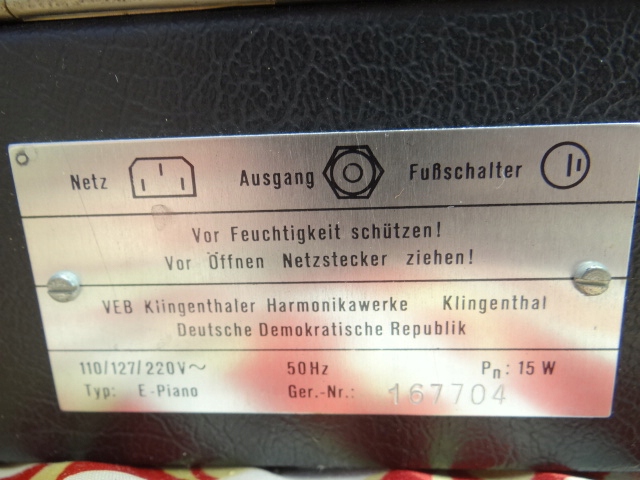 Netz Ausgang Fußschalter
Vor Feuchtigkeit schützen!
Vor Öffnen Netzstecker ziehen!
VEB Klingenthaler Harmonikawerke Klingenthal
Deutsche Demokratische Republik
110/127/220V~ 50Hz Pn: 15 W
Typ: E-Piano Ger.-Nr.: 167704